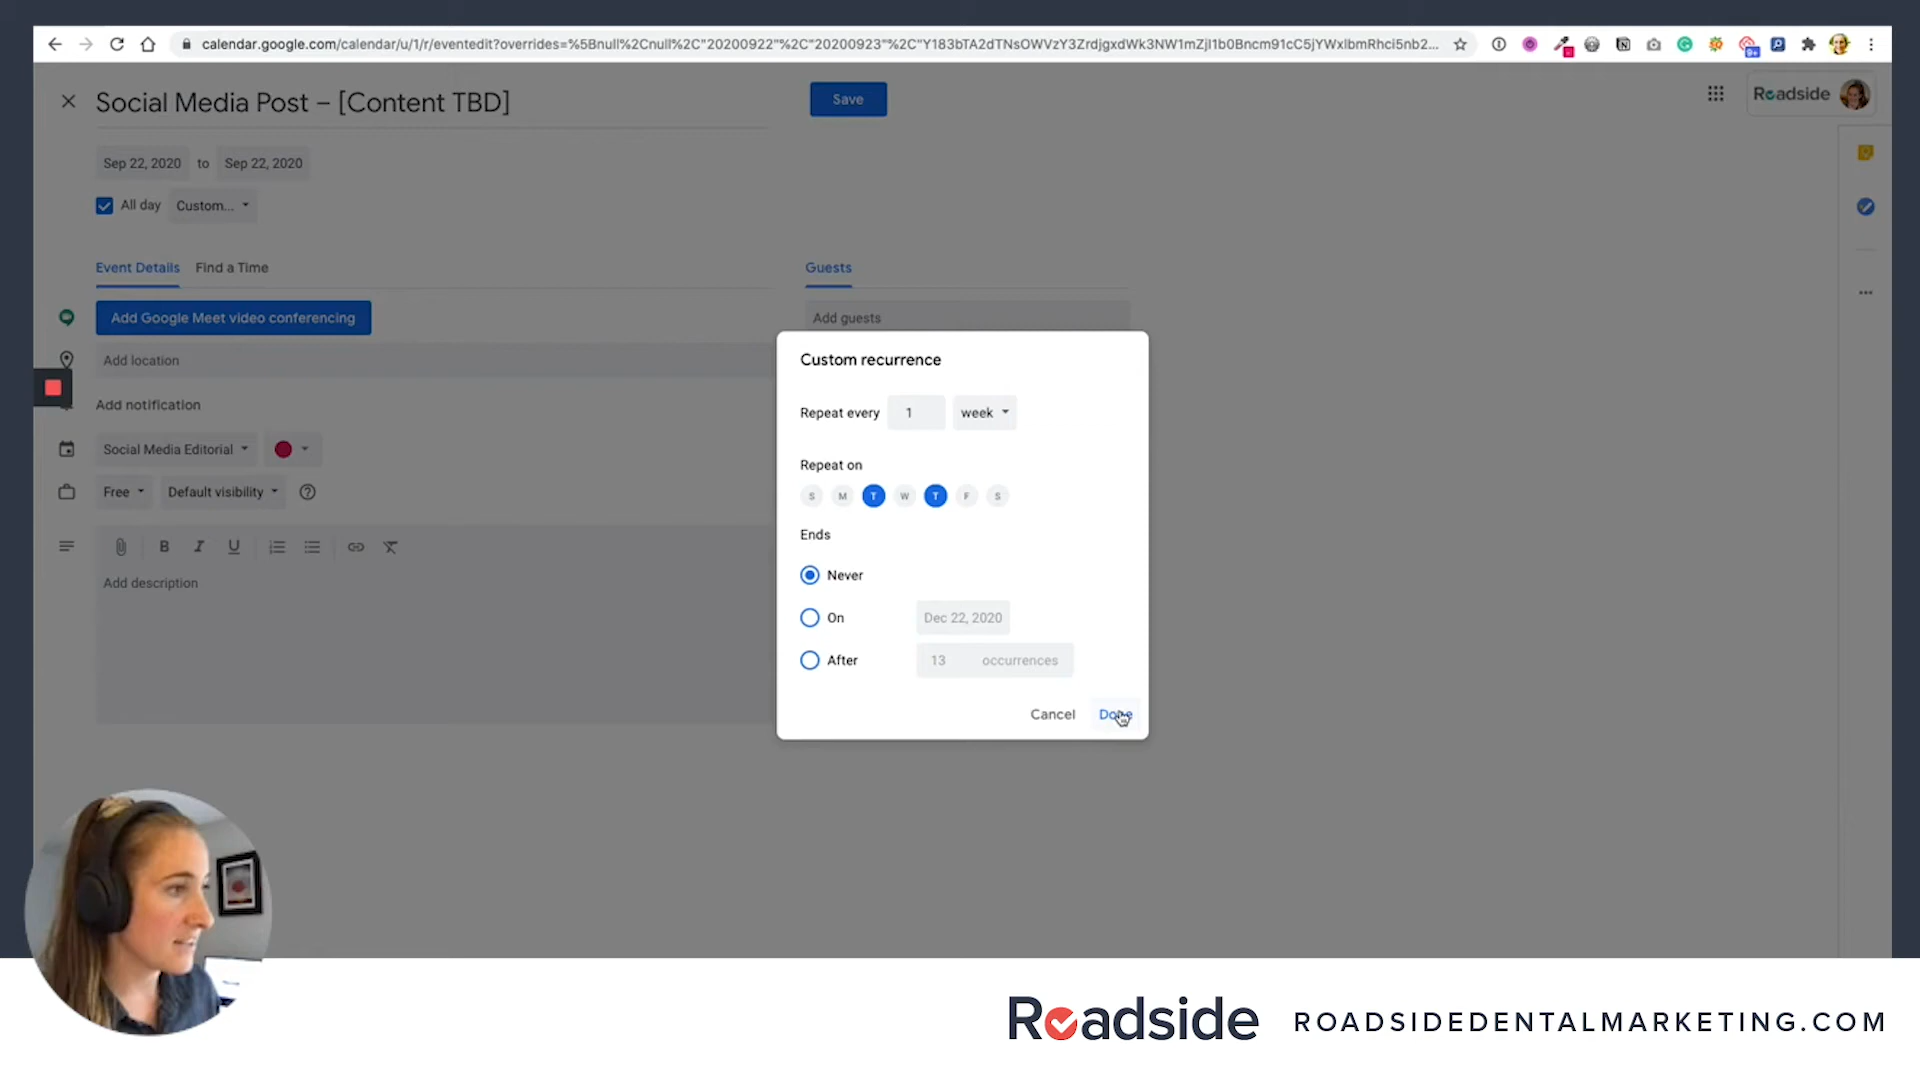 calendar.google.com/calendar/u/1/r/eventedit?overrides=%5Bnull%2Cnull%2C"20200922"%2C"20200923"%2C
Social Media Post – [Content TBD]
Save
Roadside
Sep 22, 2020 to Sep 22, 2020
All day Custom...
Event Details Find a Time
Guests
Add Google Meet video conferencing
Add guests
Add location
Custom recurrence
Add notification
Repeat every 1 week
Social Media Editorial
Repeat on
Free Default visibility
S M T W T F S
Ends
B I U
Add description
Never
On Dec 22, 2020
After 13 occurrences
Cancel Done
Roadside ROADSIDEDENTALMARKETING.COM